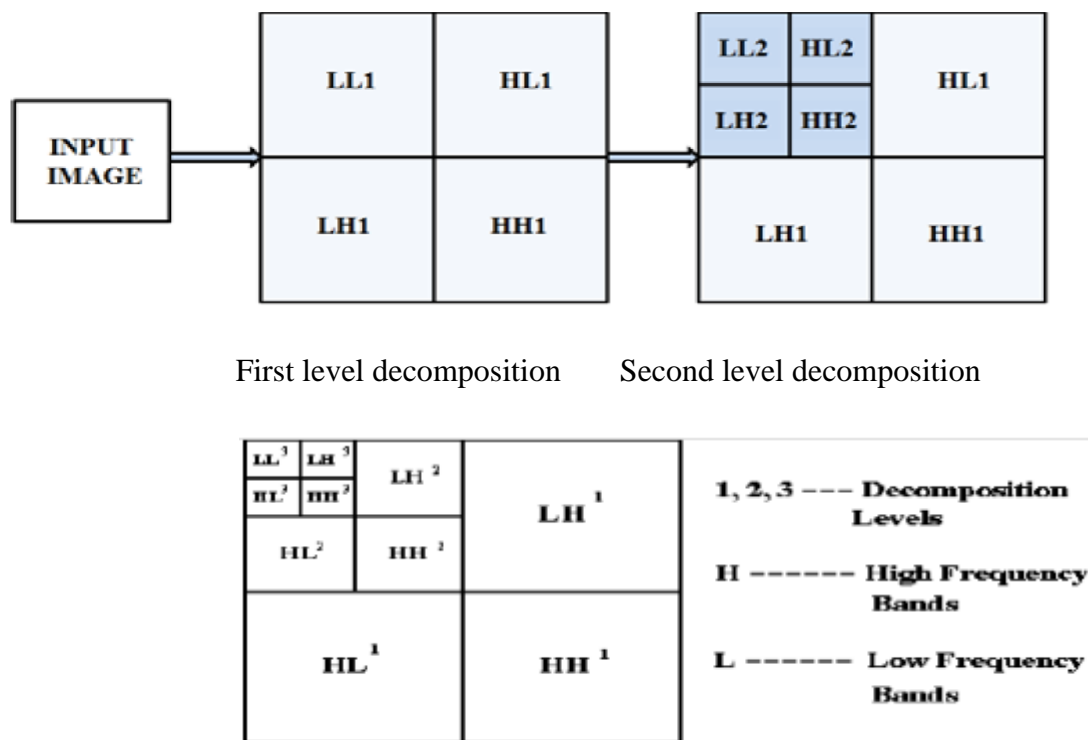 LL1 HL1
LL2 HL2
HL1
INPUT
IMAGE
LH2 HH2
LH1 HH1
LH1 HH1
First level decomposition Second level decomposition
LL³ LH³
LH²
HL³ HH³
LH¹
HL² HH²
HL¹ HH¹
1, 2, 3 --- Decomposition
Levels
H ------ High Frequency
Bands
L ------ Low Frequency
Bands